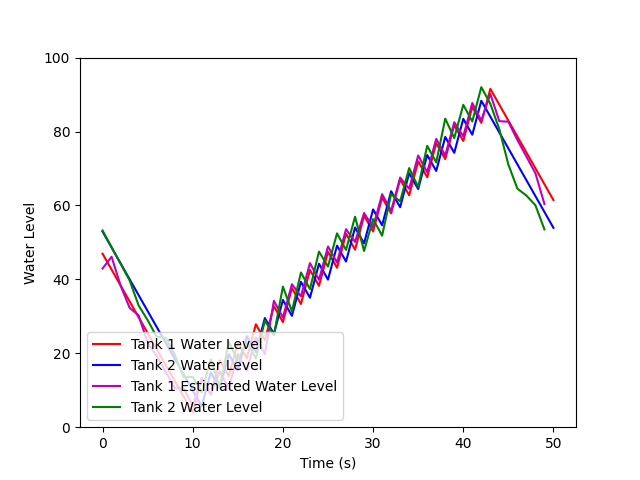 100
80
60
40
20
0
Water Level
Tank 1 Water Level
Tank 2 Water Level
Tank 1 Estimated Water Level
Tank 2 Water Level
0 10 20 30 40 50
Time (s)